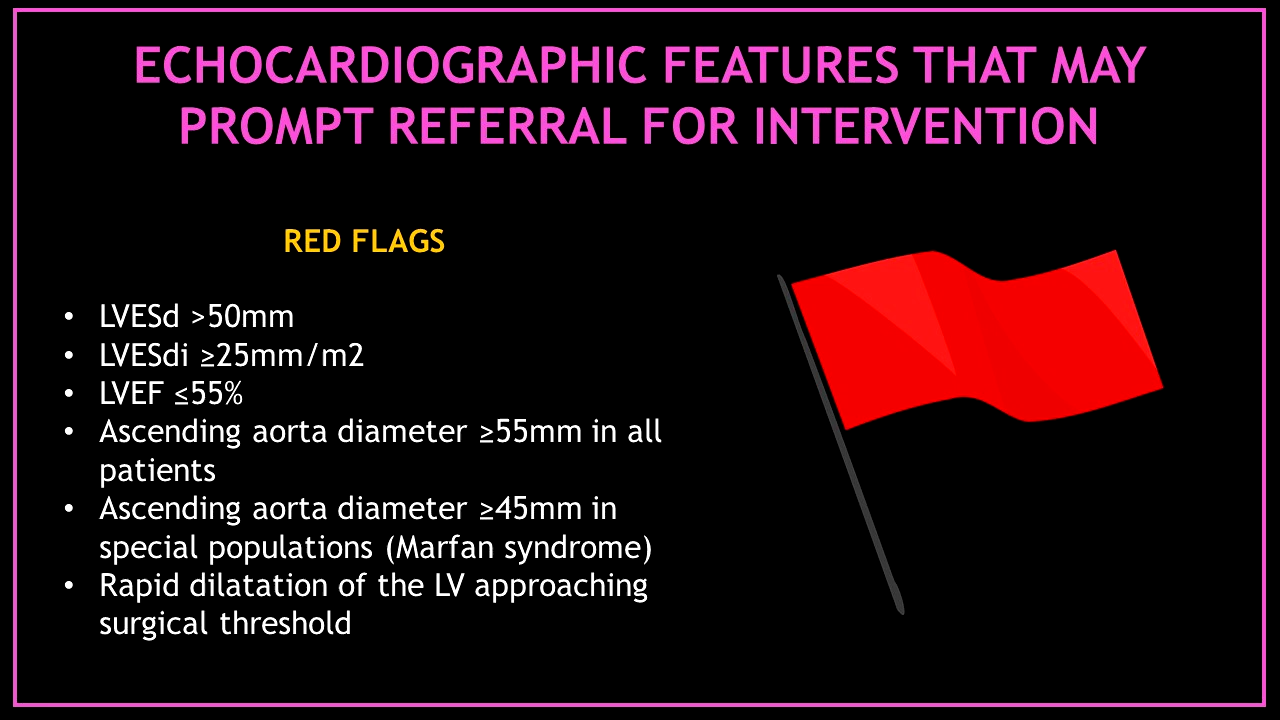 ECHOCARDIOGRAPHIC FEATURES THAT MAY
PROMPT REFERRAL FOR INTERVENTION
RED FLAGS
• LVESd >50mm
• LVESdi ≥25mm/m2
• LVEF ≤55%
• Ascending aorta diameter ≥55mm in all
patients
• Ascending aorta diameter ≥45mm in
special populations (Marfan syndrome)
• Rapid dilatation of the LV approaching
surgical threshold